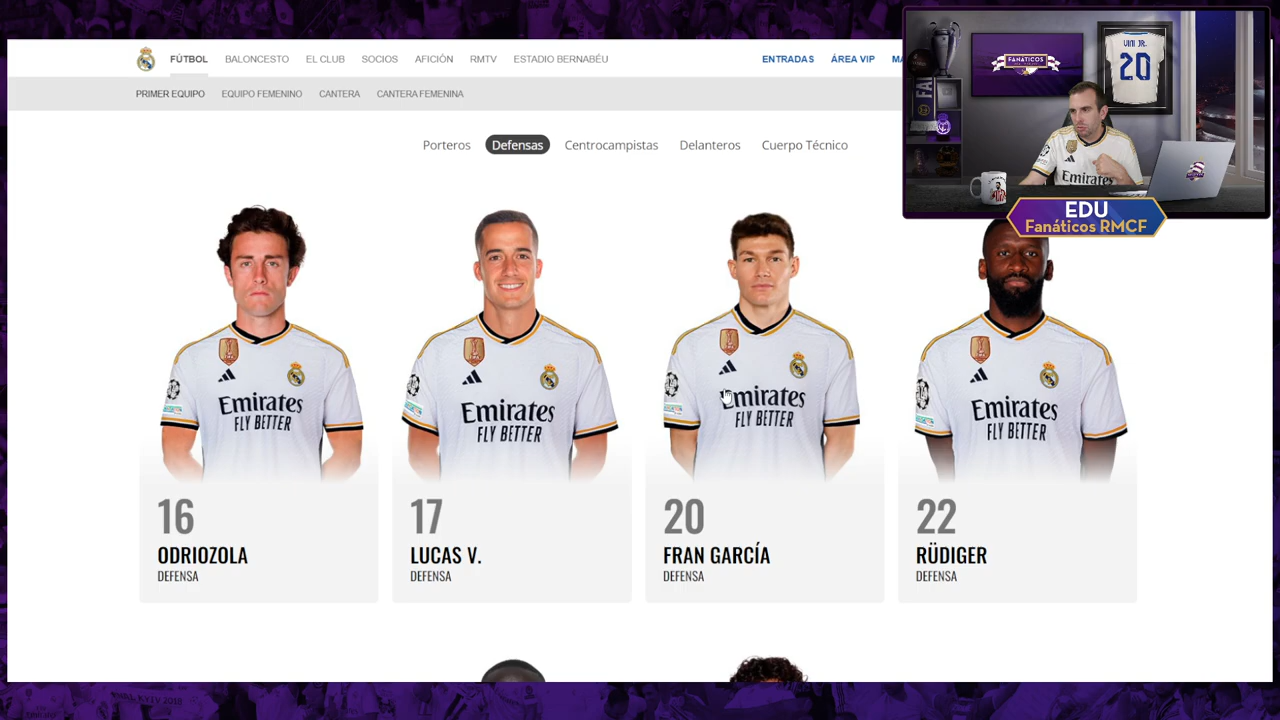 FÚTBOL BALONCESTO EL CLUB SOCIOS AFICIÓN RMTV ESTADIO BERNABÉU ENTRADAS ÁREA VIP MA
PRIMER EQUIPO EQUIPO FEMENINO CANTERA CANTERA FEMENINA
Porteros Defensas Centrocampistas Delanteros Cuerpo Técnico
FANÁTICOS
VINI JR.
20
Emirates
EDU
Fanáticos RMCF
Emirates
FLY BETTER
16
ODRIOZOLA
DEFENSA
Emirates
FLY BETTER
17
LUCAS V.
DEFENSA
Emirates
FLY BETTER
20
FRAN GARCÍA
DEFENSA
Emirates
FLY BETTER
22
RÜDIGER
DEFENSA